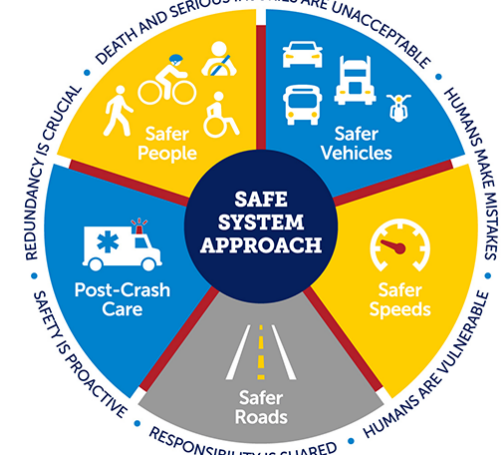 DEATH AND SERIOUS INJURIES ARE UNACCEPTABLE
HUMANS MAKE MISTAKES
HUMANS ARE VULNERABLE
RESPONSIBILITY IS SHARED
SAFETY IS PROACTIVE
REDUNDANCY IS CRUCIAL
Safer
People
Safer
Vehicles
SAFE
SYSTEM
APPROACH
Post-Crash
Care
Safer
Speeds
Safer
Roads